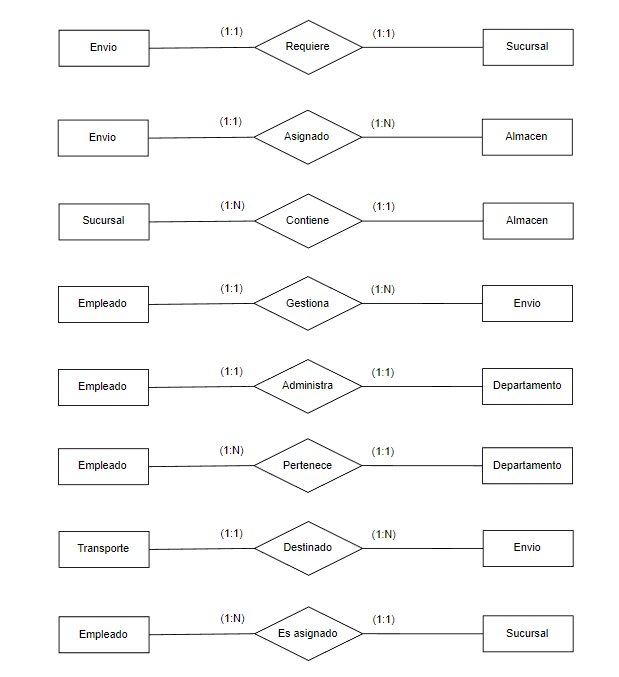 (1:1) (1:1)
Envio Requiere Sucursal
(1:1) (1:N)
Envio Asignado Almacen
(1:N) (1:1)
Sucursal Contiene Almacen
(1:1) (1:N)
Empleado Gestiona Envio
(1:1) (1:1)
Empleado Administra Departamento
(1:N) (1:1)
Empleado Pertenece Departamento
(1:1) (1:N)
Transporte Destinado Envio
(1:N) (1:1)
Empleado Es asignado Sucursal